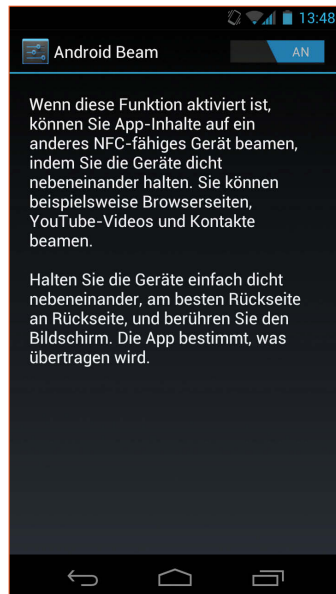 13:48
Android Beam
AN
Wenn diese Funktion aktiviert ist,
können Sie App-Inhalte auf ein
anderes NFC-fähiges Gerät beamen,
indem Sie die Geräte dicht
nebeneinander halten. Sie können
beispielsweise Browserseiten,
YouTube-Videos und Kontakte
beamen.
Halten Sie die Geräte einfach dicht
nebeneinander, am besten Rückseite
an Rückseite, und berühren Sie den
Bildschirm. Die App bestimmt, was
übertragen wird.